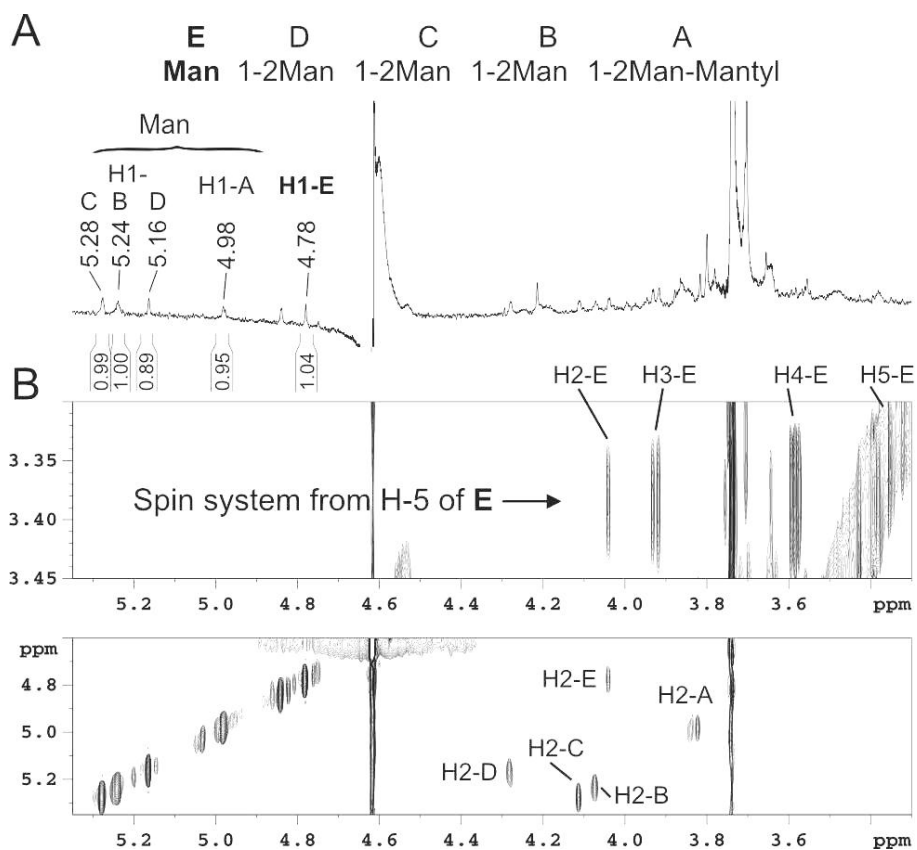 A
E D C B A
Man 1-2Man 1-2Man 1-2Man 1-2Man-Mantyl
Man
H1-
C B D H1-A H1-E
5.28 5.24 5.16 4.98 4.78
0.99 1.00 0.89 0.95 1.04
B
H2-E H3-E H4-E H5-E
3.35
Spin system from H-5 of E
3.40
3.45
5.2 5.0 4.8 4.6 4.4 4.2 4.0 3.8 3.6 ppm
ppm
4.8
H2-E
H2-A
5.0
H2-C
H2-D
5.2
H2-B
5.2 5.0 4.8 4.6 4.4 4.2 4.0 3.8 3.6 ppm